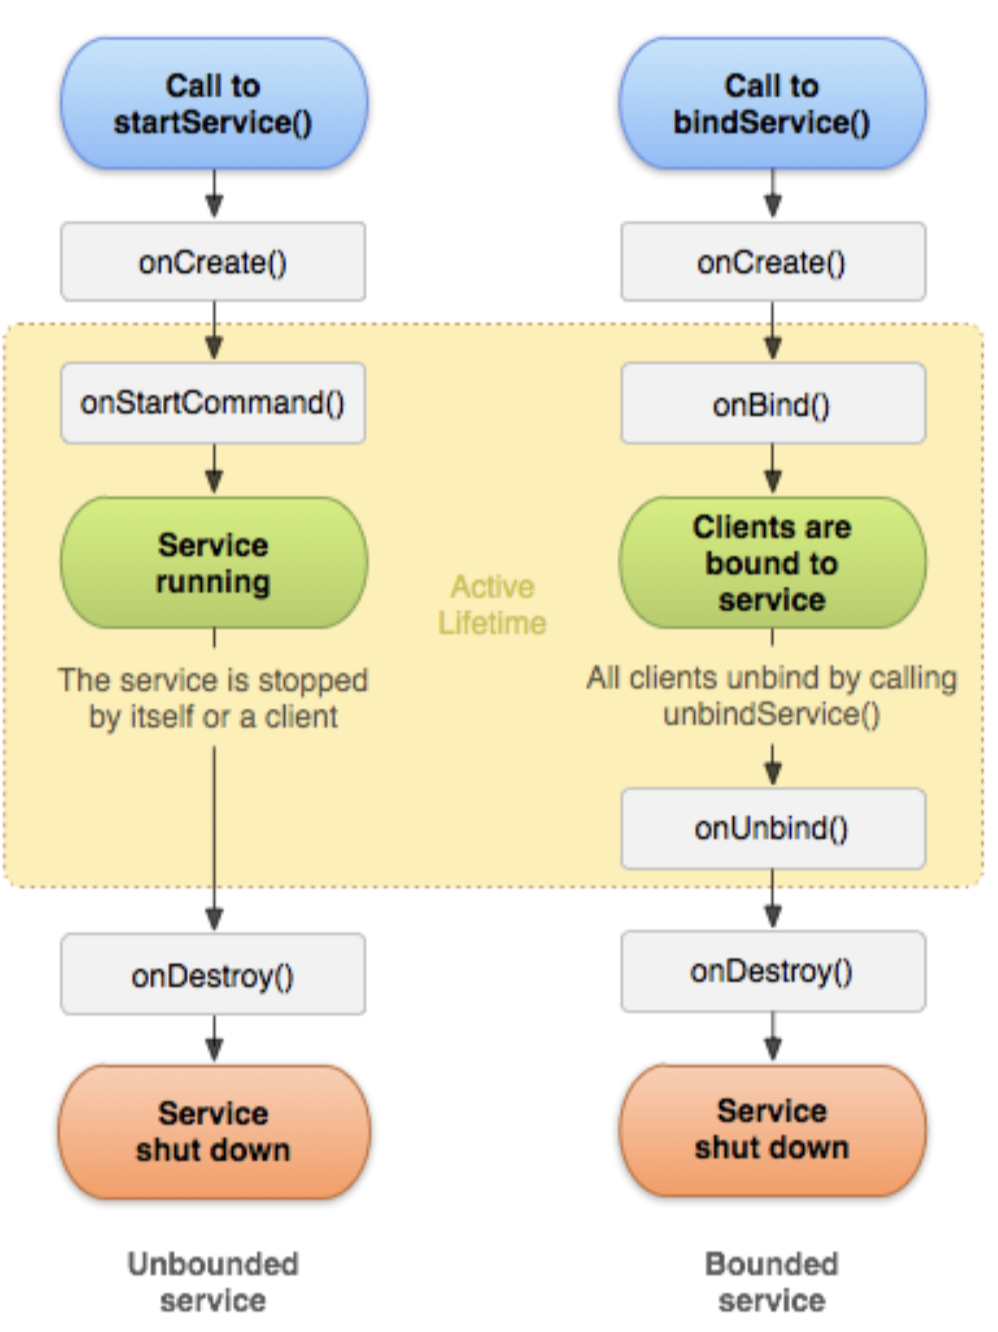 Call to
startService()
onCreate()
onStartCommand()
Service
running
The service is stopped
by itself or a client
onDestroy()
Service
shut down
Unbounded
service
Active
Lifetime
Call to
bindService()
onCreate()
onBind()
Clients are
bound to
service
All clients unbind by calling
unbindService()
onUnbind()
onDestroy()
Service
shut down
Bounded
service